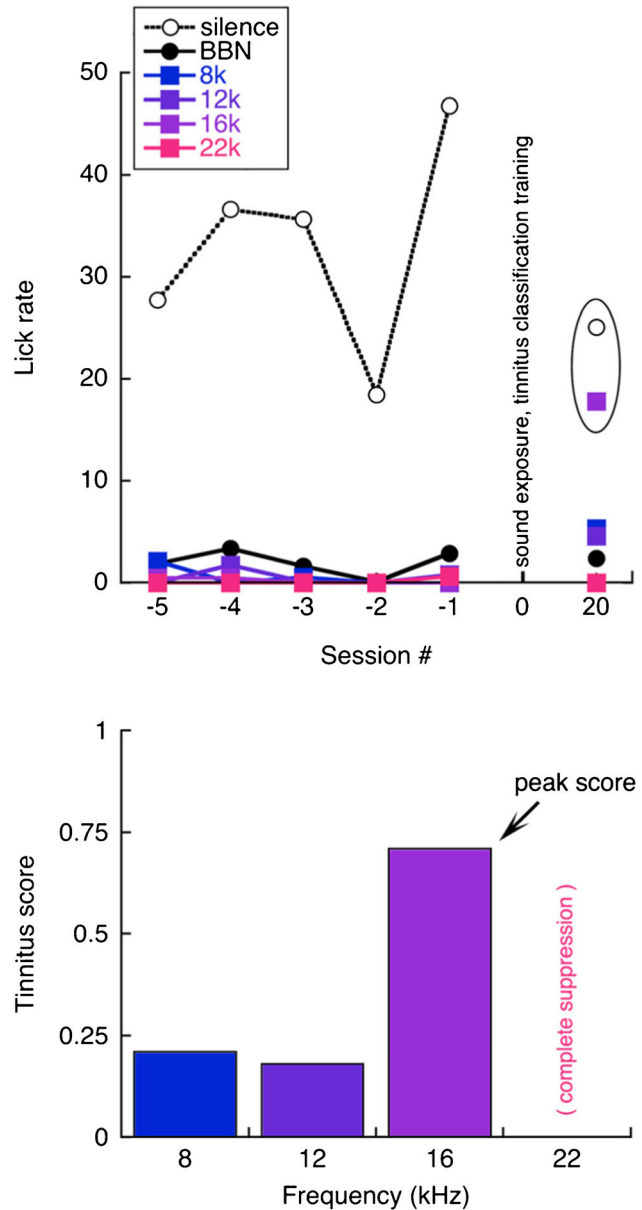 silence
BBN
8k
12k
16k
22k
50
40
30
20
10
0
Lick rate
sound exposure, tinnitus classification training
-5 -4 -3 -2 -1 0 20
Session #
1
0.75
0.5
0.25
0
Tinnitus score
peak score
( complete suppression )
8 12 16 22
Frequency (kHz)